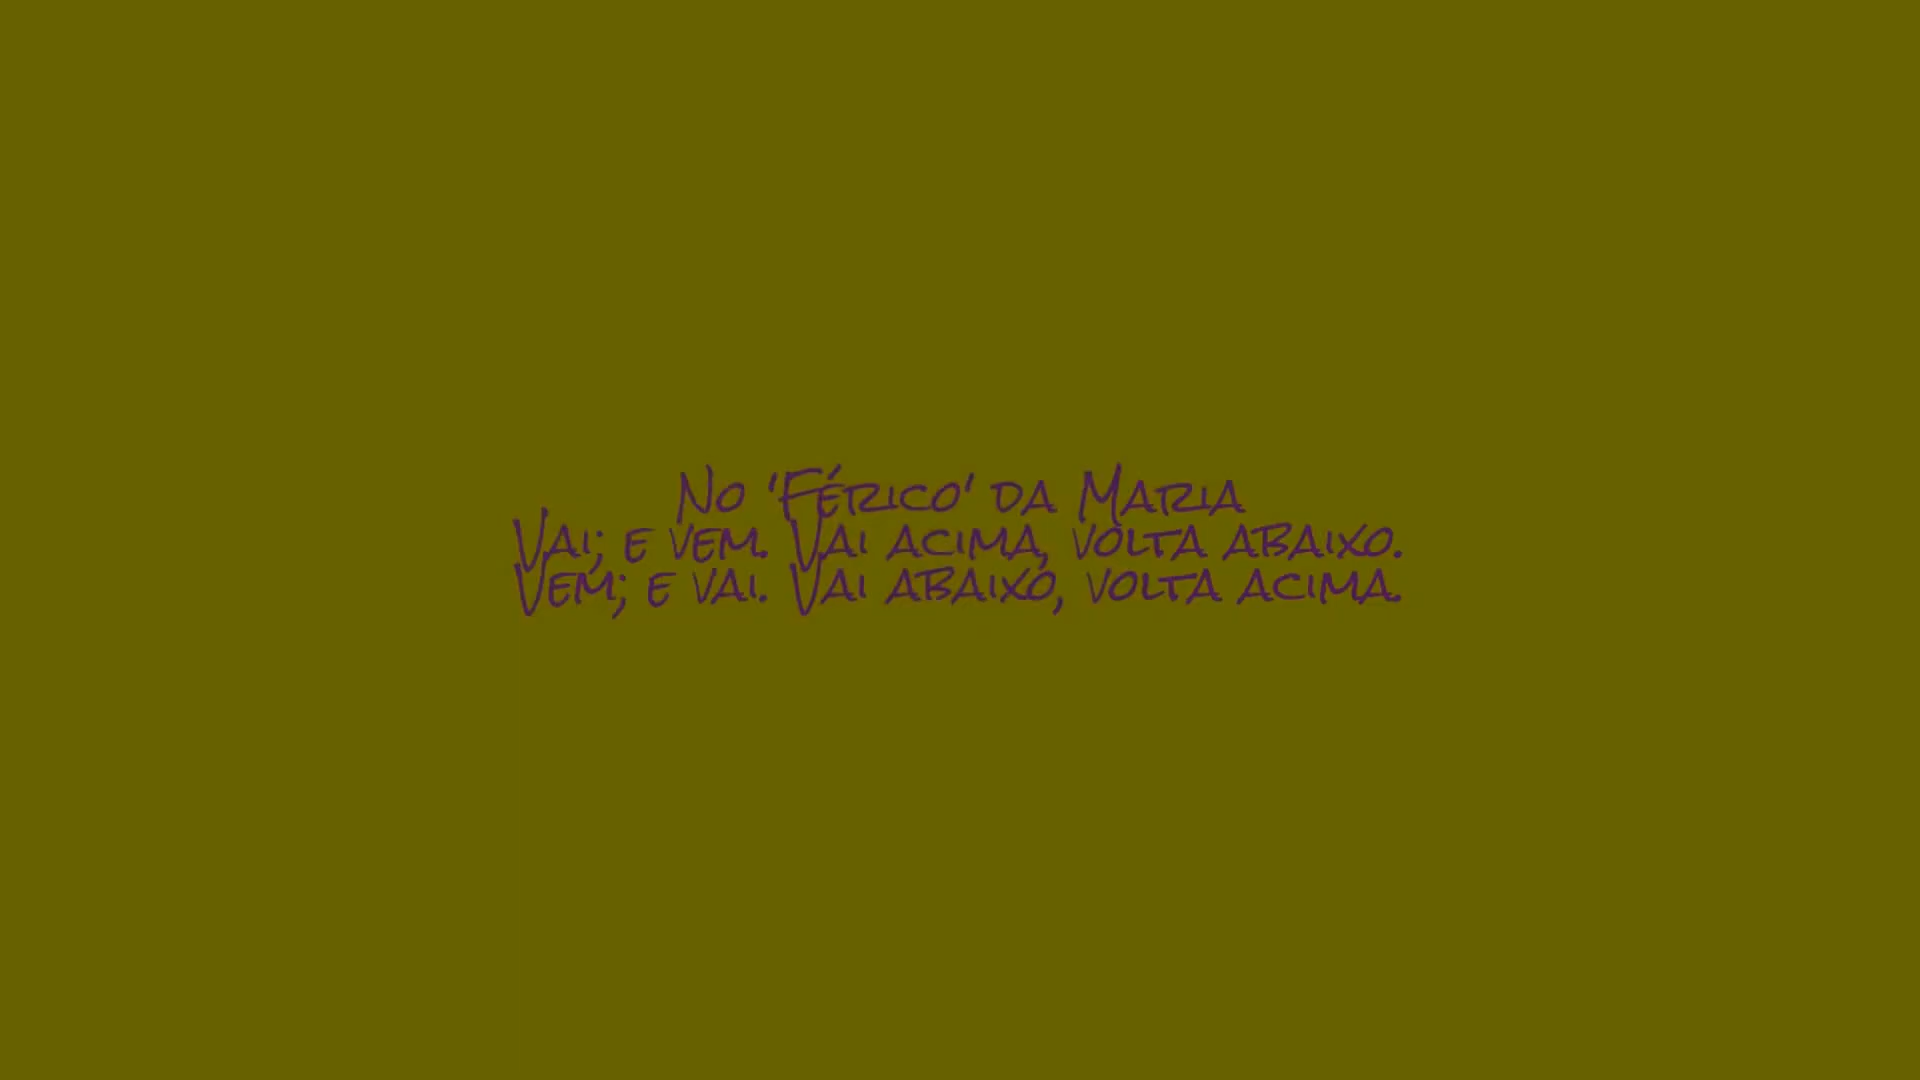 No 'Férico' da Maria
Vai; e vem. Vai acima, volta abaixo.
Vem; e vai. Vai abaixo, volta acima.